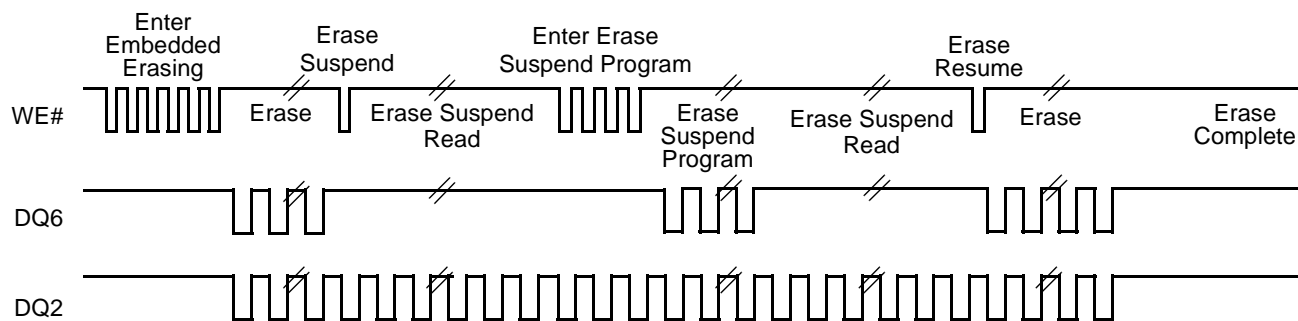 Enter
Embedded
Erasing
Erase
Suspend
Enter Erase
Suspend Program
Erase
Resume
WE#
Erase
Erase Suspend
Read
Erase
Suspend
Program
Erase Suspend
Read
Erase
Erase
Complete
DQ6
DQ2